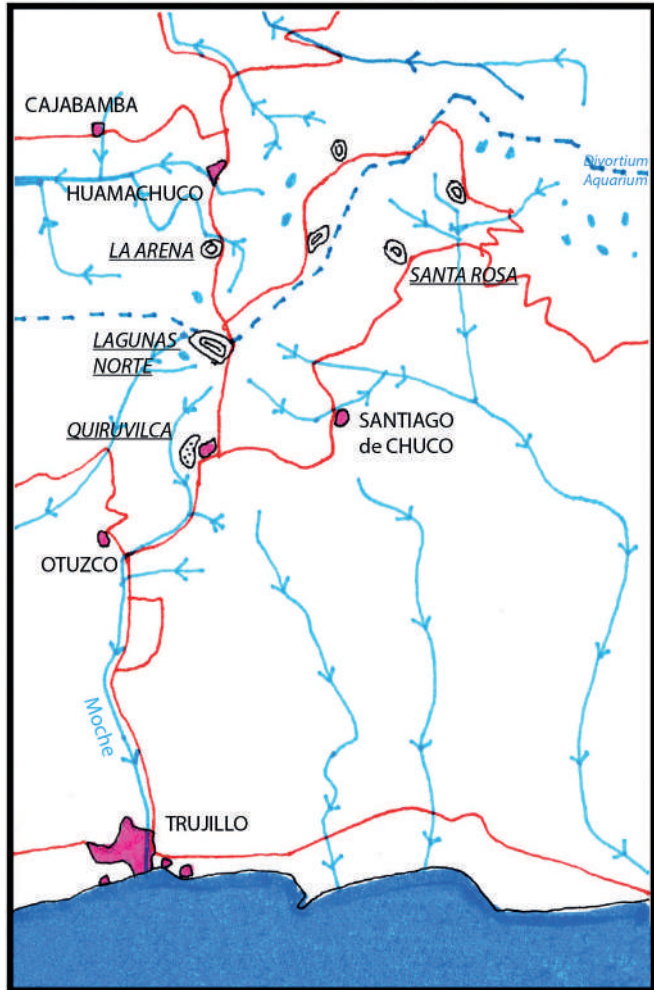 CAJABAMBA
Divortium
Aquarium
HUAMACHUCO
LA ARENA
SANTA ROSA
LAGUNAS
NORTE
QUIRUVILCA
SANTIAGO
de CHUCO
OTUZCO
Moche
TRUJILLO